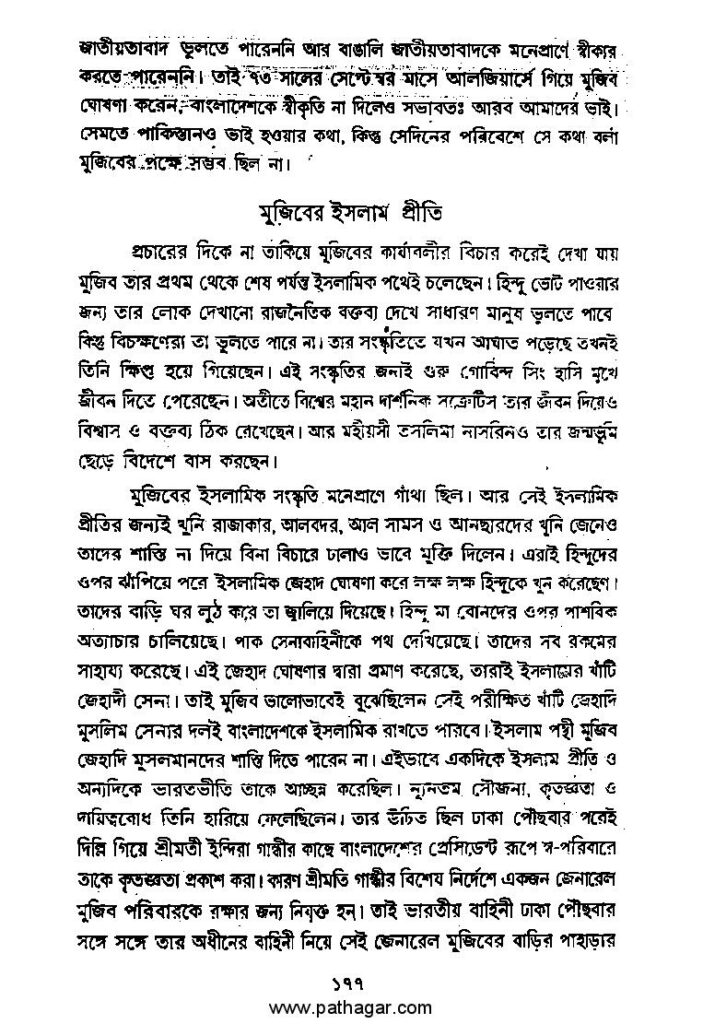 জাতীয়তাবাদ ভুলতে পারেননি আর বাঙালি জাতীয়তাবাদকে মনেপ্রাণে স্বীকার
করতে পারেননি। তাই ৭৩ সালের সেপ্টেম্বর মাসে আলজিয়ার্সে গিয়ে মুজিব
ঘোষণা করেন, বাংলাদেশকে স্বীকৃতি না দিলেও সভাবতঃ আরব আমাদের ভাই।
সেমতে পাকিস্তানও ভাই হওয়ার কথা, কিন্তু সেদিনের পরিবেশে সে কথা বলা
মুজিবের পক্ষে সম্ভব ছিল না।
মুজিবের ইসলাম প্রীতি
প্রচারের দিকে না তাকিয়ে মুজিবের কার্যাবলীর বিচার করেই দেখা যায়
মুজিব তার প্রথম থেকে শেষ পর্যন্ত ইসলামিক পথেই চলেছেন। হিন্দু ভোট পাওয়ার
জন্য তার লোক দেখানো রাজনৈতিক বক্তব্য দেখে সাধারণ মানুষ ভুলতে পাবে
কিন্তু বিচক্ষণেরা তা ভুলতে পারে না। তার সংস্কৃতিতে যখন আঘাত পড়েছে তখনই
তিনি ক্ষিপ্ত হয়ে গিয়েছেন। এই সংস্কৃতির জন্যই গুরু গোবিন্দ সিং হাসি মুখে
জীবন দিতে পেরেছেন। অতীতে বিশ্বের মহান দার্শনিক সক্রেটিস তার জীবন দিয়েও
বিশ্বাস ও বক্তব্য ঠিক রেখেছেন। আর মহীয়সী তসলিমা নাসরিনও তার জন্মভূমি
ছেড়ে বিদেশে বাস করছেন।
মুজিবের ইসলামিক সংস্কৃতি মনেপ্রাণে গাঁথা ছিল। আর সেই ইসলামিক
প্রীতির জন্যই খুনি রাজাকার, আলবদর, আল সামস ও আনছারদের খুনি জেনেও
তাদের শাস্তি না দিয়ে বিনা বিচারে ঢালাও ভাবে মুক্তি দিলেন। এরাই হিন্দুদের
ওপর ঝাঁপিয়ে পরে ইসলামিক জেহাদ ঘোষণা করে লক্ষ লক্ষ হিন্দুকে খুন করেছেণ।
তাদের বাড়ি ঘর লুঠ করে তা জ্বালিয়ে দিয়েছে। হিন্দু মা বোনদের ওপর পাশবিক
অত্যাচার চালিয়েছে। পাক সেনাবাহিনীকে পথ দেখিয়েছে। তাদের সব রকমের
সাহায্য করেছে। এই জেহাদ ঘোষণার দ্বারা প্রমাণ করেছে, তারাই ইসলামের খাঁটি
জেহাদী সেনা। তাই মুজিব ভালোভাবেই বুঝেছিলেন সেই পরীক্ষিত খাঁটি জেহাদি
মুসলিম সেনার দলই বাংলাদেশকে ইসলামিক রাখতে পারবে। ইসলাম পন্থী মুজিব
জেহাদি মুসলমানদের শাস্তি দিতে পারেন না। এইভাবে একদিকে ইসলাম প্রীতি ও
অন্যদিকে ভারতভীতি তাকে আচ্ছন্ন করেছিল। ন্যূনতম সৌজন্য, কৃতজ্ঞতা ও
দায়িত্ববোধ তিনি হারিয়ে ফেলেছিলেন। তার উচিত ছিল ঢাকা পৌছবার পরেই
দিল্লি গিয়ে শ্রীমতী ইন্দিরা গান্ধীর কাছে বাংলাদেশের প্রেসিডেন্ট রূপে স্ব-পরিবারে
তাকে কৃতজ্ঞতা প্রকাশ করা। কারণ শ্রীমতি গান্ধীর বিশেষ নির্দেশে একজন জেনারেল
মুজিব পরিবারকে রক্ষার জন্য নিযুক্ত হন। তাই ভারতীয় বাহিনী ঢাকা পৌছবার
সঙ্গে সঙ্গে তার অধীনের বাহিনী নিয়ে সেই জেনারেল মুজিবের বাড়ির পাহাড়ার
১৭৭
www.pathagar.com